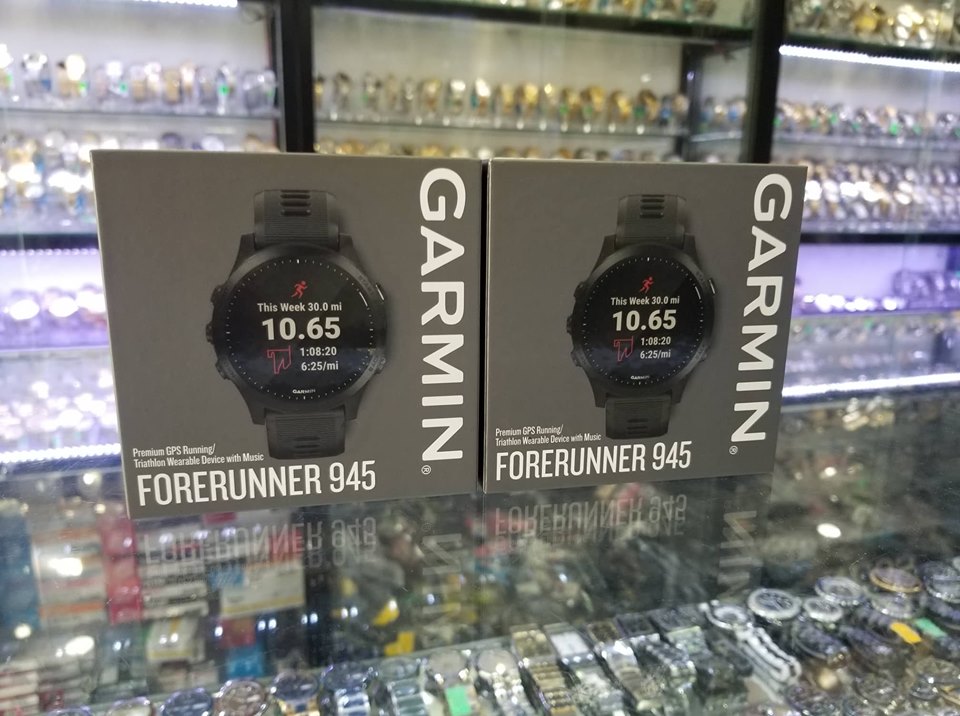 This Week 30.0 mi
10.65
1:08:20
6:25/mi
GARMIN
Premium GPS Running/
Triathlon Wearable Device with Music
FORERUNNER 945
GARMIN®
This Week 30.0 mi
10.65
1:08:20
6:25/mi
GARMIN
Premium GPS Running/
Triathlon Wearable Device with Music
FORERUNNER 945
GARMIN®